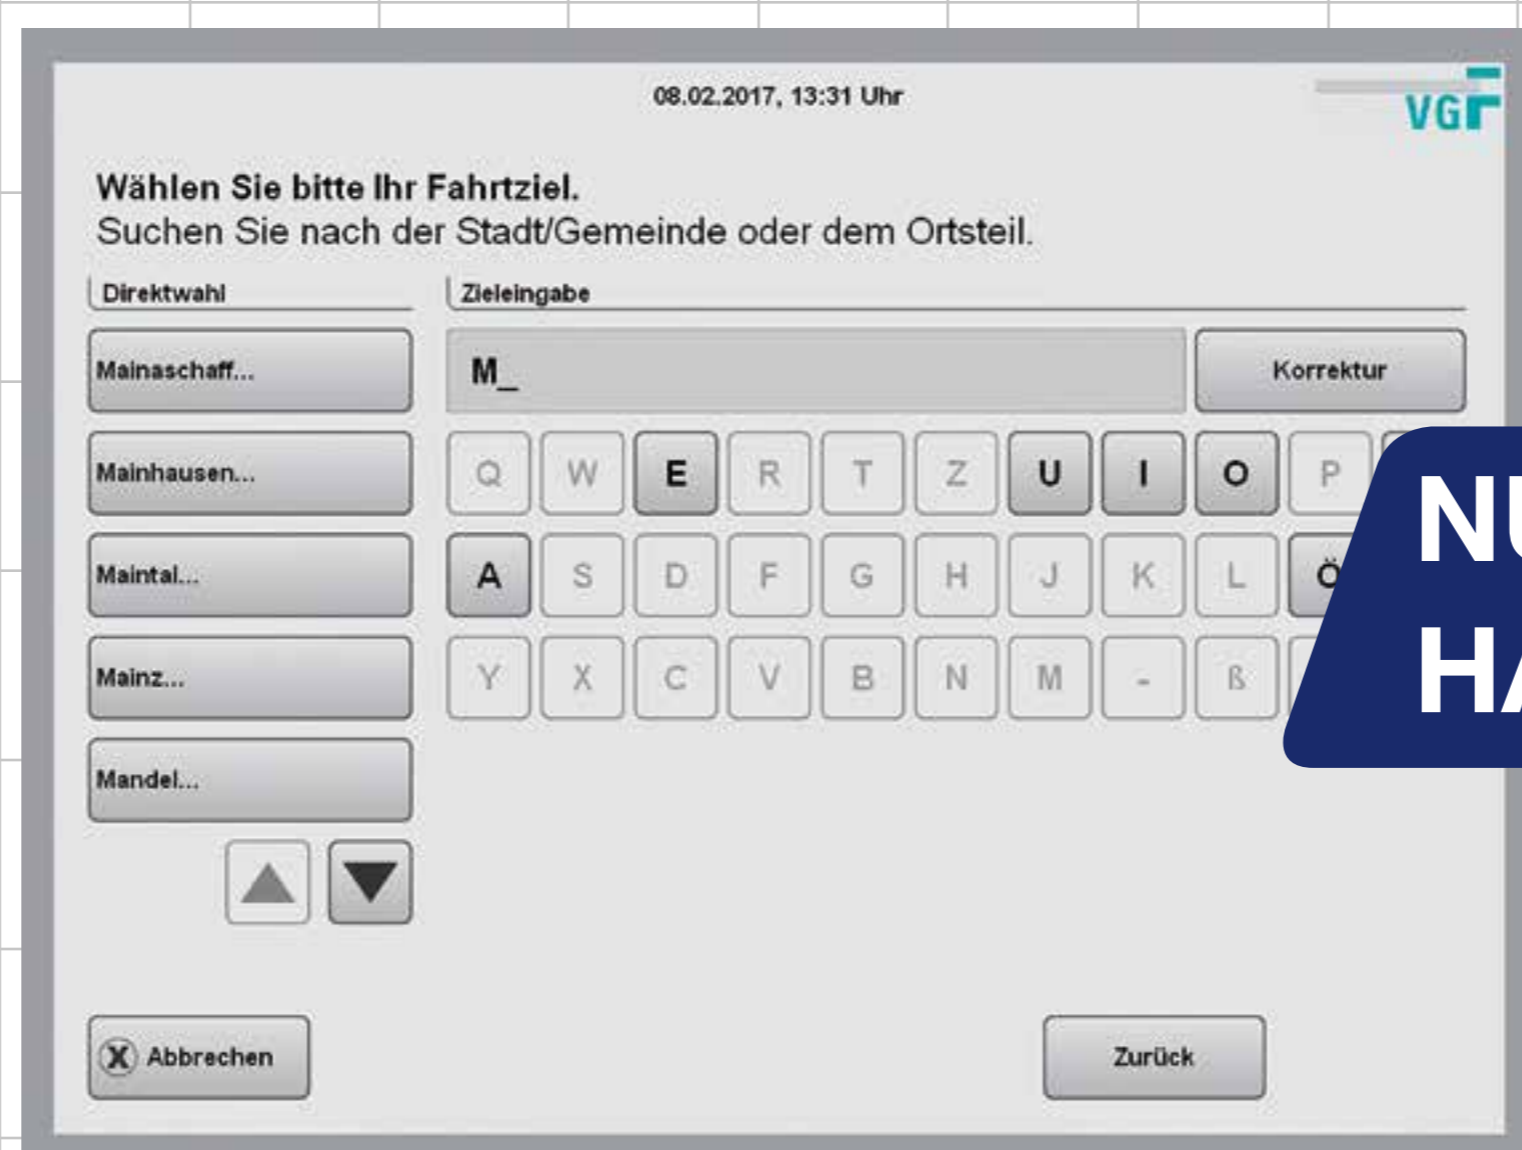 08.02.2017, 13:31 Uhr
VGF
Wählen Sie bitte Ihr Fahrtziel.
Suchen Sie nach der Stadt/Gemeinde oder dem Ortsteil.
Direktwahl
Zieleingabe
Mainaschaff...
M_
Korrektur
Mainhausen...
Q W E R T Z U I O P
Maintal...
A S D F G H J K L Ö
Mainz...
Y X C V B N M - ß
Mandel...
X Abbrechen
Zurück